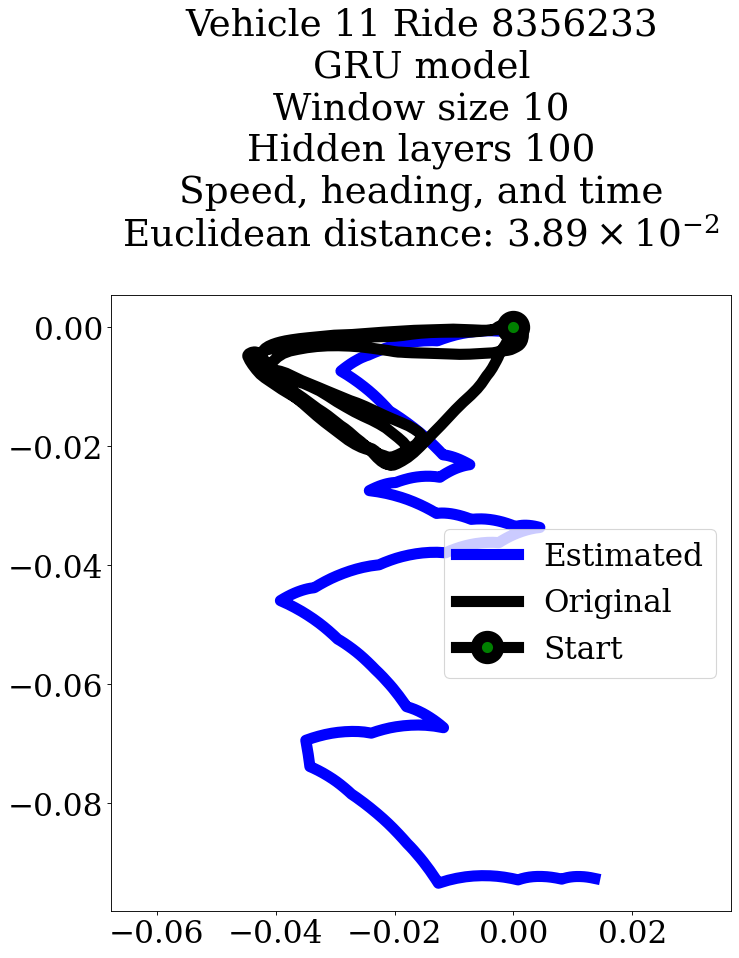 Vehicle 11 Ride 8356233
GRU model
Window size 10
Hidden layers 100
Speed, heading, and time
Euclidean distance: 3.89 × 10⁻²
0.00
−0.02
−0.04
−0.06
−0.08
Estimated
Original
Start
−0.06 −0.04 −0.02 0.00 0.02